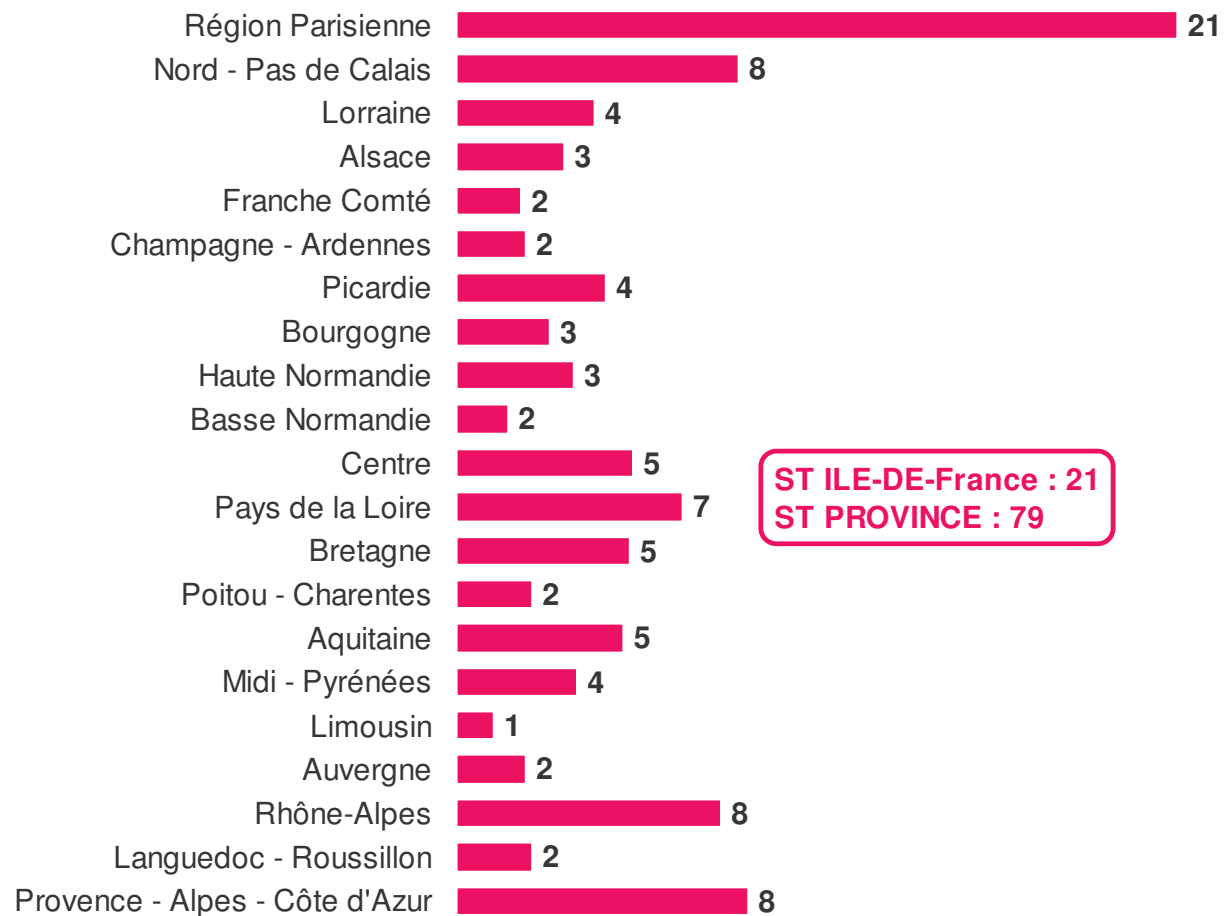 Région Parisienne 21
Nord - Pas de Calais 8
Lorraine 4
Alsace 3
Franche Comté 2
Champagne - Ardennes 2
Picardie 4
Bourgogne 3
Haute Normandie 3
Basse Normandie 2
Centre 5
ST ILE-DE-France : 21
Pays de la Loire 7
ST PROVINCE : 79
Bretagne 5
Poitou - Charentes 2
Aquitaine 5
Midi - Pyrénées 4
Limousin 1
Auvergne 2
Rhône-Alpes 8
Languedoc - Roussillon 2
Provence - Alpes - Côte d'Azur 8